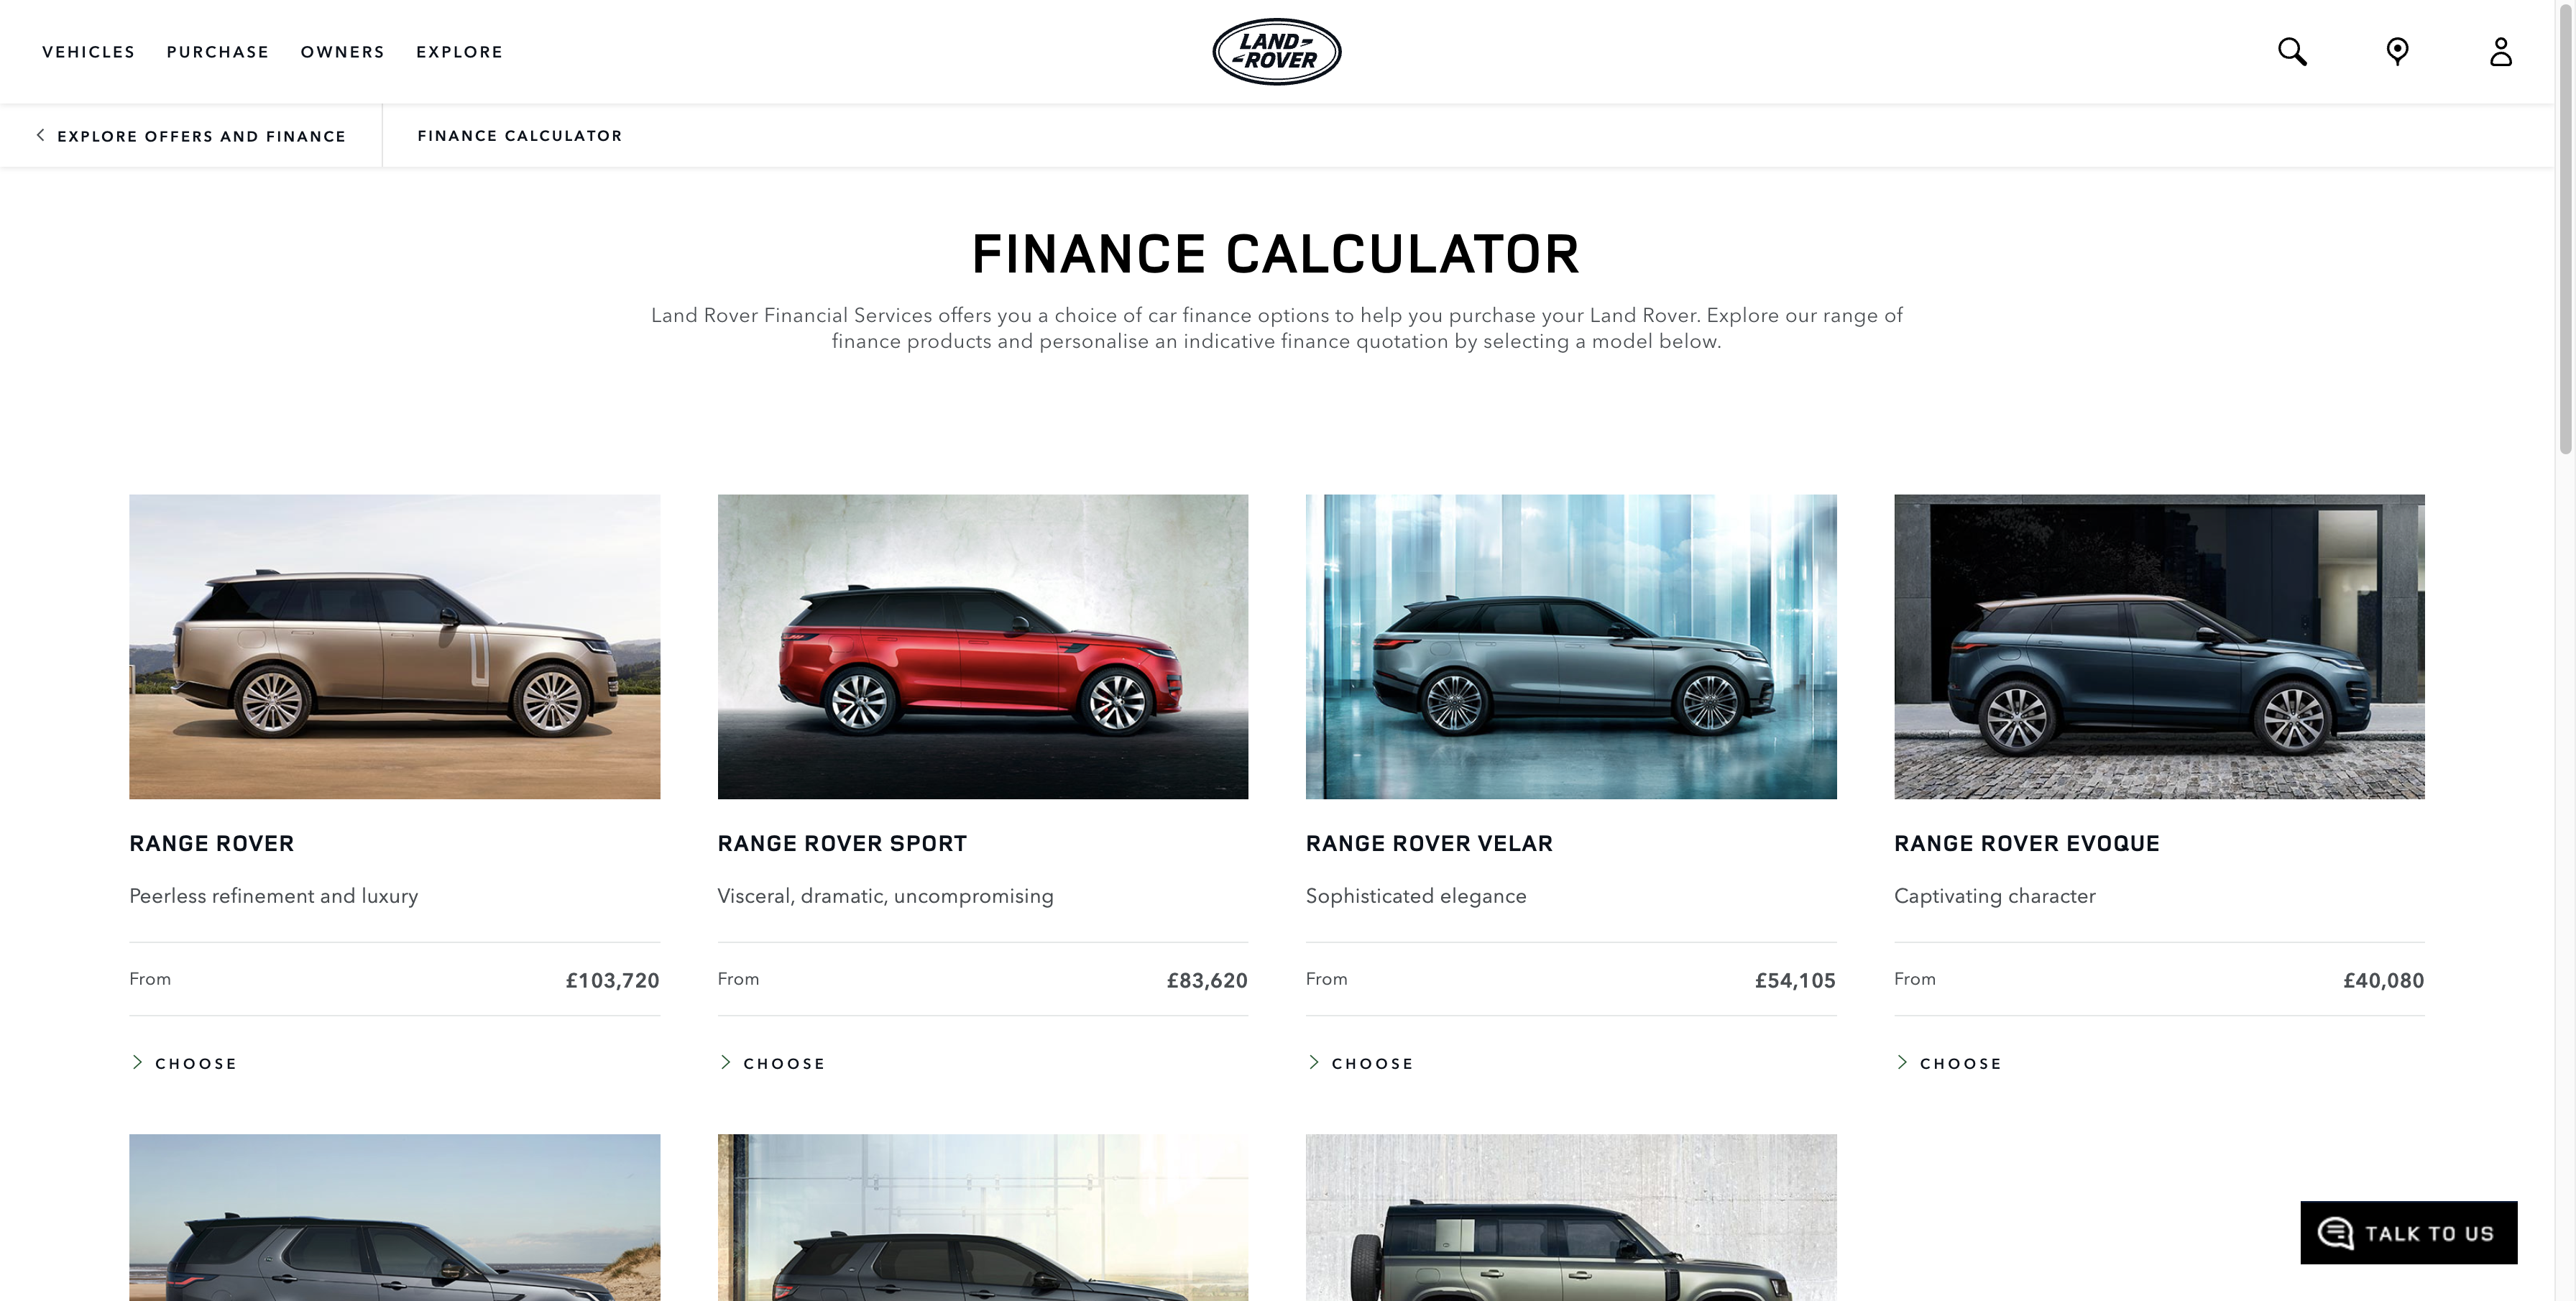 VEHICLES PURCHASE OWNERS EXPLORE
LAND-
ROVER
EXPLORE OFFERS AND FINANCE
FINANCE CALCULATOR
FINANCE CALCULATOR
Land Rover Financial Services offers you a choice of car finance options to help you purchase your Land Rover. Explore our range of
finance products and personalise an indicative finance quotation by selecting a model below.
RANGE ROVER
Peerless refinement and luxury
From £103,720
CHOOSE
RANGE ROVER SPORT
Visceral, dramatic, uncompromising
From £83,620
CHOOSE
RANGE ROVER VELAR
Sophisticated elegance
From £54,105
CHOOSE
RANGE ROVER EVOQUE
Captivating character
From £40,080
CHOOSE
TALK TO US